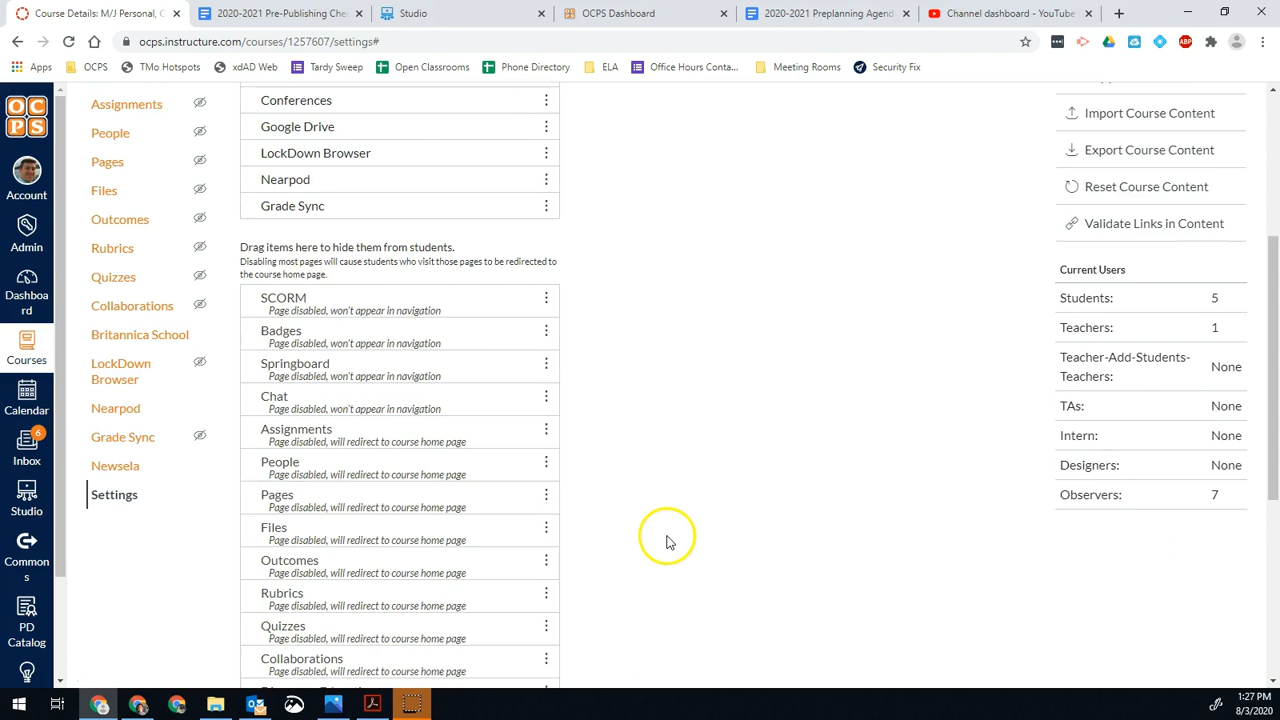 Course Details: M/J Personal, C
2020-2021 Pre-Publishing Che
Studio
OCPS Dashboard
2020-2021 Preplanning Agend
Channel dashboard - YouTube
ocps.instructure.com/courses/1257607/settings#
ABP
Apps
OCPS
TMo Hotspots
xdAD Web
Tardy Sweep
Open Classrooms
Phone Directory
ELA
Office Hours Conta...
Meeting Rooms
Security Fix
OC
PS
Account
Admin
Dashboa
rd
Courses
Calendar
6
Inbox
Studio
Common
s
PD
Catalog
Assignments
People
Pages
Files
Outcomes
Rubrics
Quizzes
Collaborations
Britannica School
LockDown
Browser
Nearpod
Grade Sync
Newsela
Settings
Conferences
Google Drive
LockDown Browser
Nearpod
Grade Sync
Drag items here to hide them from students.
Disabling most pages will cause students who visit those pages to be redirected to
the course home page.
SCORM
Page disabled, won't appear in navigation
Badges
Page disabled, won't appear in navigation
Springboard
Page disabled, won't appear in navigation
Chat
Page disabled, won't appear in navigation
Assignments
Page disabled, will redirect to course home page
People
Page disabled, will redirect to course home page
Pages
Page disabled, will redirect to course home page
Files
Page disabled, will redirect to course home page
Outcomes
Page disabled, will redirect to course home page
Rubrics
Page disabled, will redirect to course home page
Quizzes
Page disabled, will redirect to course home page
Collaborations
Page disabled, will redirect to course home page
Import Course Content
Export Course Content
Reset Course Content
Validate Links in Content
Current Users
Students: 5
Teachers: 1
Teacher-Add-Students-
Teachers: None
TAs: None
Intern: None
Designers: None
Observers: 7
1:27 PM
8/3/2020